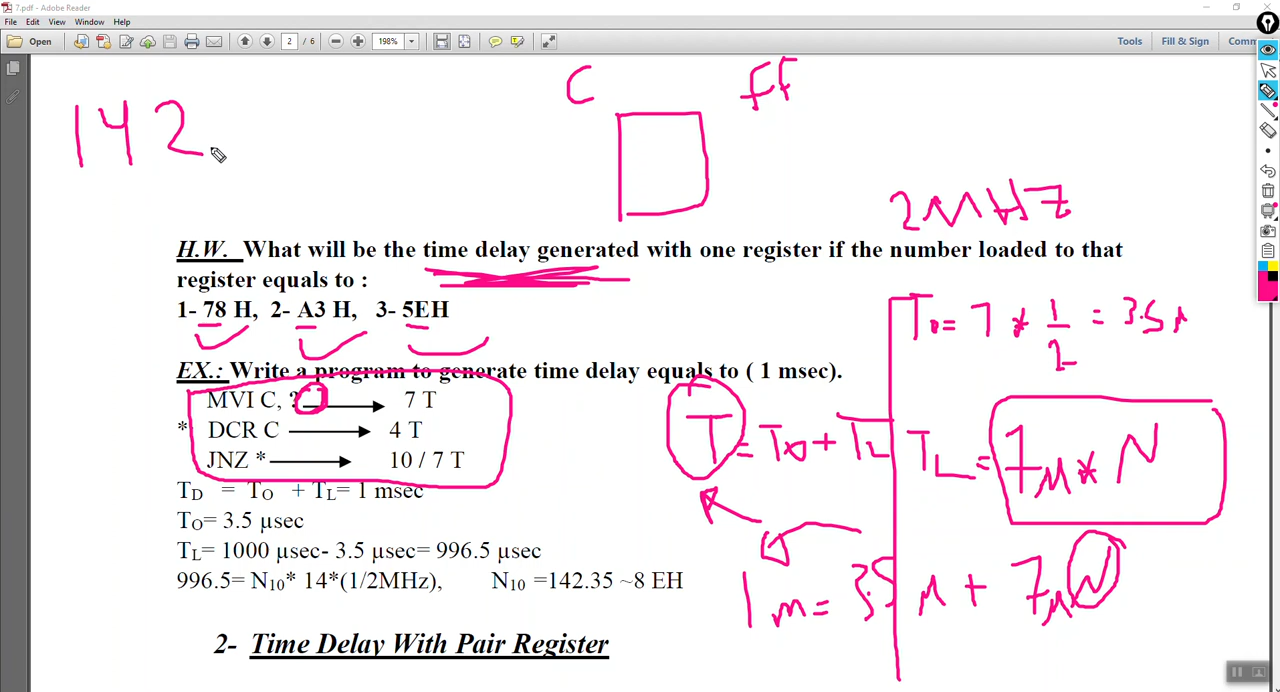 7.pdf - Adobe Reader
File Edit View Window Help
Open 2 / 6 198% Tools Fill & Sign Comm
C FF
142
2MHZ
H.W. What will be the time delay generated with one register if the number loaded to that
register equals to :
1- 78 H, 2- A3 H, 3- 5EH
T0= 7 * 1/2 = 3.5 µ
EX.: Write a program to generate time delay equals to ( 1 msec).
MVI C, ? 7 T
* DCR C 4 T
JNZ * 10 / 7 T
T = T0 + TL
TL= 7µ * N
TD = TO + TL= 1 msec
TO= 3.5 µsec
TL= 1000 µsec- 3.5 µsec= 996.5 µsec
996.5= N10* 14*(1/2MHz), N10 =142.35 ~8 EH
1m = 3.5 µ + 7µN
2- Time Delay With Pair Register